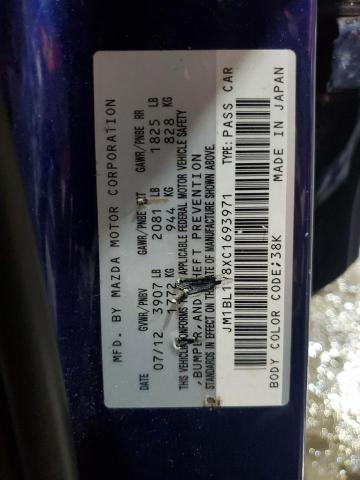 MFD. BY MAZDA MOTOR CORPORATION
DATE GVWR/PNBV GAWR/PNBE GAWR/PNBE RR
07/12 3907 LB 2081 LB 1825 LB
1772 KG 944 KG 828 KG
THIS VEHICLE CONFORMS TO APPLICABLE FEDERAL MOTOR VEHICLE SAFETY
,BUMPER,AND THEFT PREVENTION
STANDARDS IN EFFECT ON THE DATE OF MANUFACTURE SHOWN ABOVE.
TYPE:PASS CAR
BODY COLOR CODE;38K MADE IN JAPAN